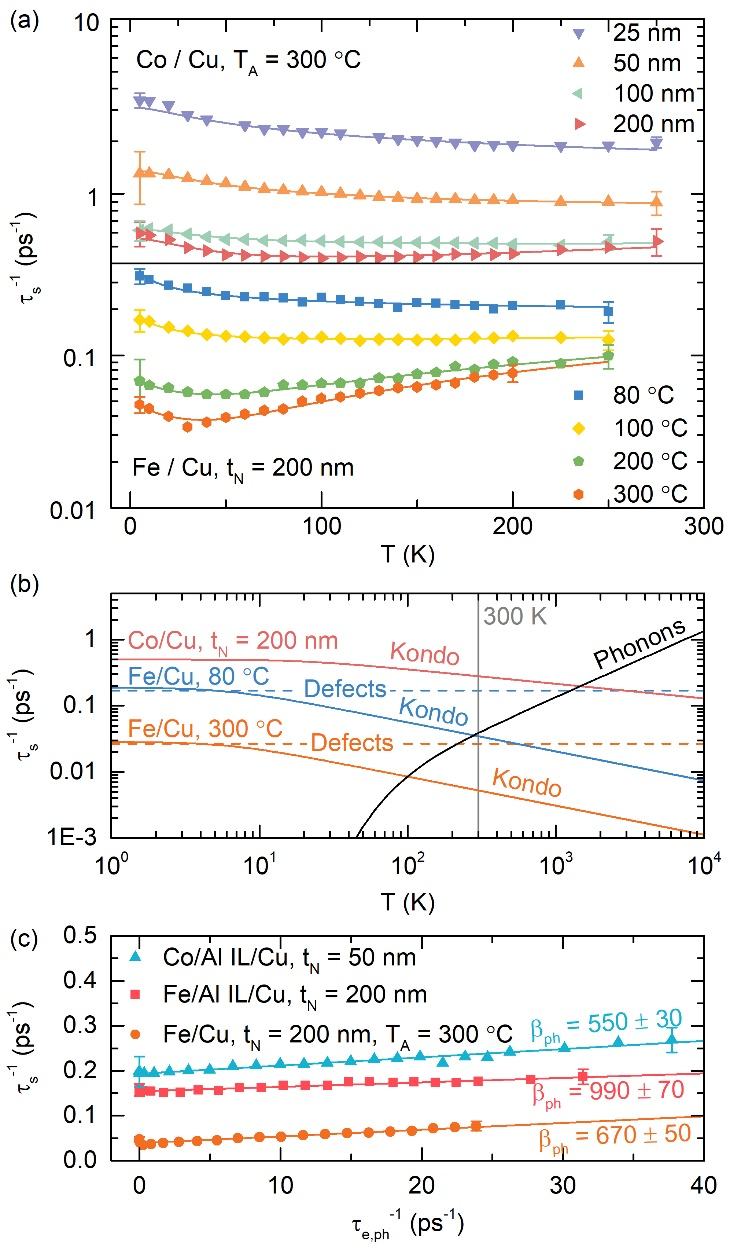 (a)
10
Co / Cu, T_A = 300 °C
25 nm
50 nm
100 nm
200 nm
1
τ_s^-1 (ps^-1)
0.1
80 °C
100 °C
200 °C
300 °C
Fe / Cu, t_N = 200 nm
0.01
0 100 200 300
T (K)
(b)
300 K
1
Co/Cu, t_N = 200 nm
Kondo
Phonons
Fe/Cu, 80 °C
Defects
0.1
Kondo
τ_s^-1 (ps^-1)
Fe/Cu, 300 °C
Defects
0.01
Kondo
1E-3
10^0 10^1 10^2 10^3 10^4
T (K)
(c)
0.5
Co/Al IL/Cu, t_N = 50 nm
0.4
Fe/Al IL/Cu, t_N = 200 nm
0.3
Fe/Cu, t_N = 200 nm, T_A = 300 °C
β_ph = 550 ± 30
τ_s^-1 (ps^-1)
0.2
β_ph = 990 ± 70
0.1
β_ph = 670 ± 50
0.0
0 10 20 30 40
τ_e,ph^-1 (ps^-1)